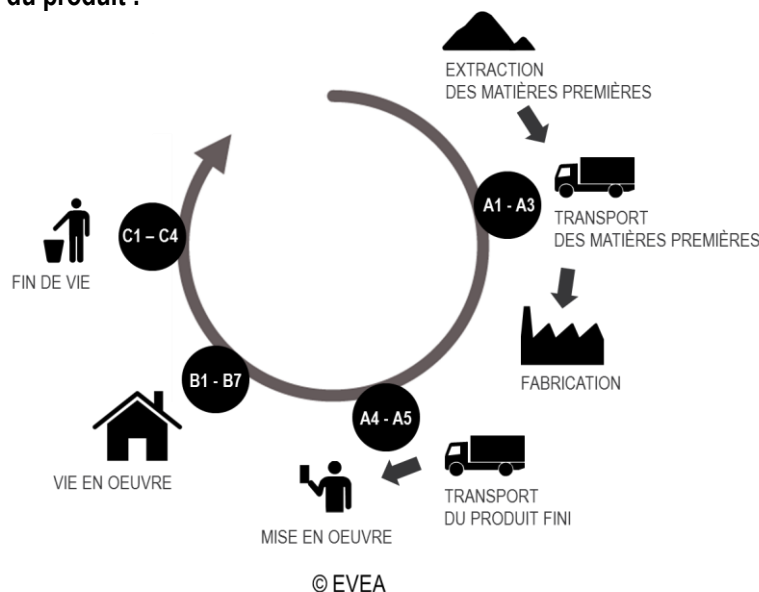 du produit :
EXTRACTION
DES MATIÈRES PREMIÈRES
A1 - A3
TRANSPORT
DES MATIÈRES PREMIÈRES
FABRICATION
A4 - A5
TRANSPORT
DU PRODUIT FINI
MISE EN OEUVRE
B1 - B7
VIE EN OEUVRE
C1 – C4
FIN DE VIE
© EVEA